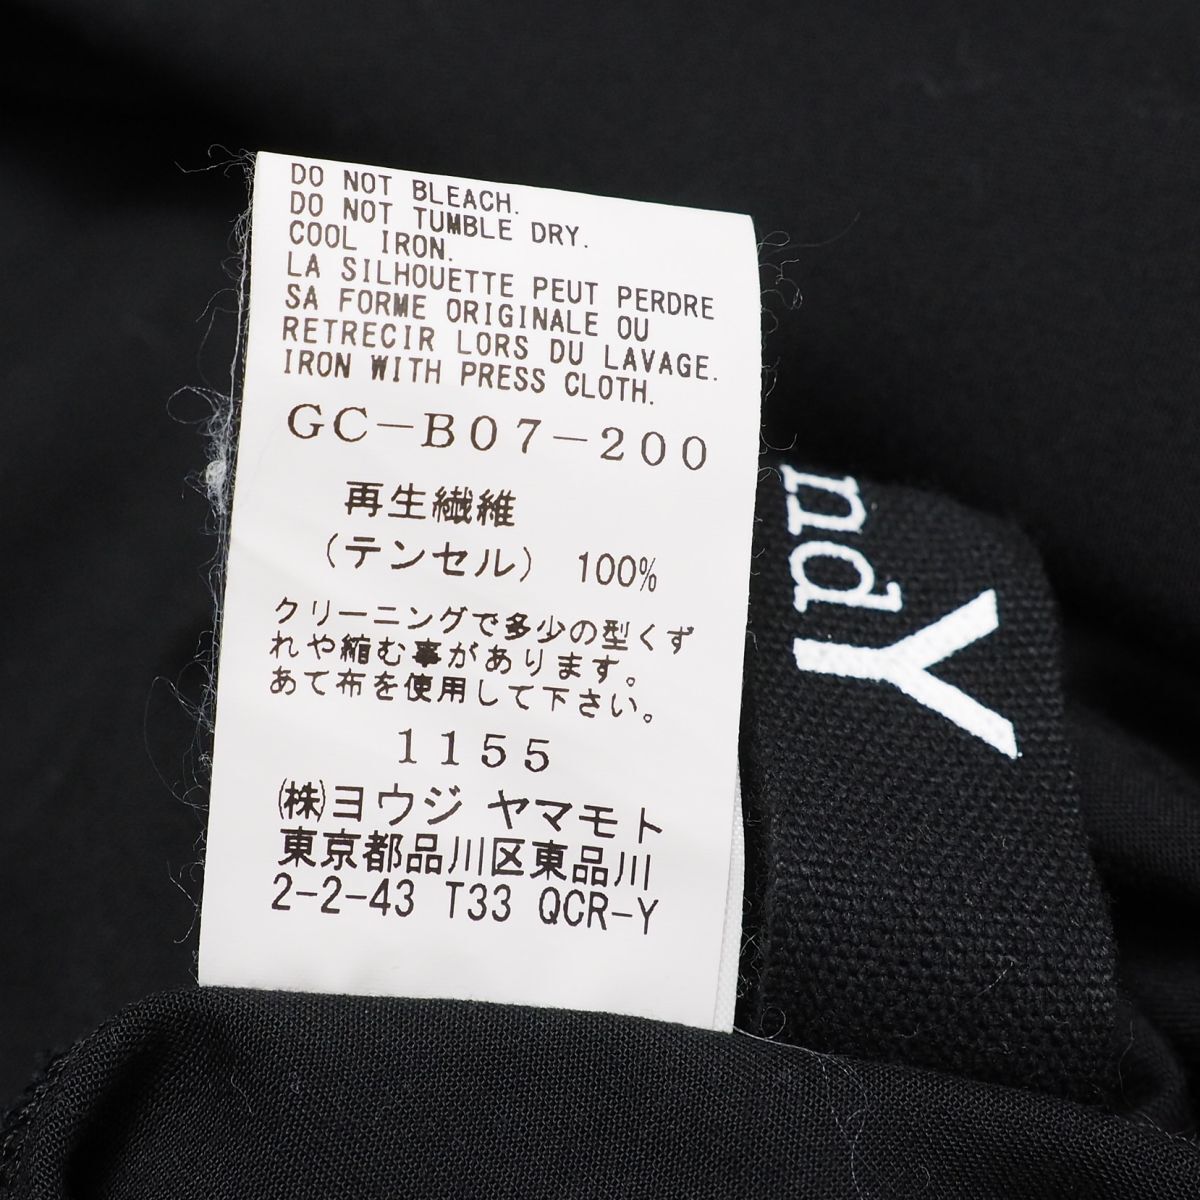 DO NOT BLEACH.
DO NOT TUMBLE DRY.
COOL IRON.
LA SILHOUETTE PEUT PERDRE
SA FORME ORIGINALE OU
RETRECIR LORS DU LAVAGE.
IRON WITH PRESS CLOTH.
GC-B07-200
再生繊維
(テンセル) 100%
クリーニングで多少の型くず
れや縮む事があります。
あて布を使用して下さい。
1155
㈱ヨウジ ヤマモト
東京都品川区東品川
2-2-43 T33 QCR-Y
ndY